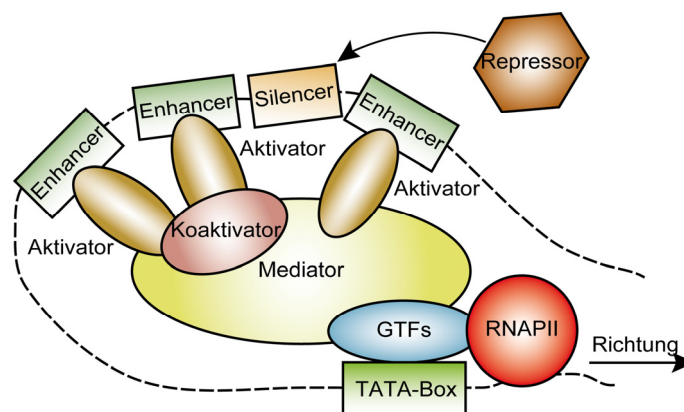 Repressor
Enhancer
Silencer
Enhancer
Enhancer
Aktivator
Aktivator
Aktivator
Koaktivator
Mediator
GTFs
RNAPII
Richtung
TATA-Box